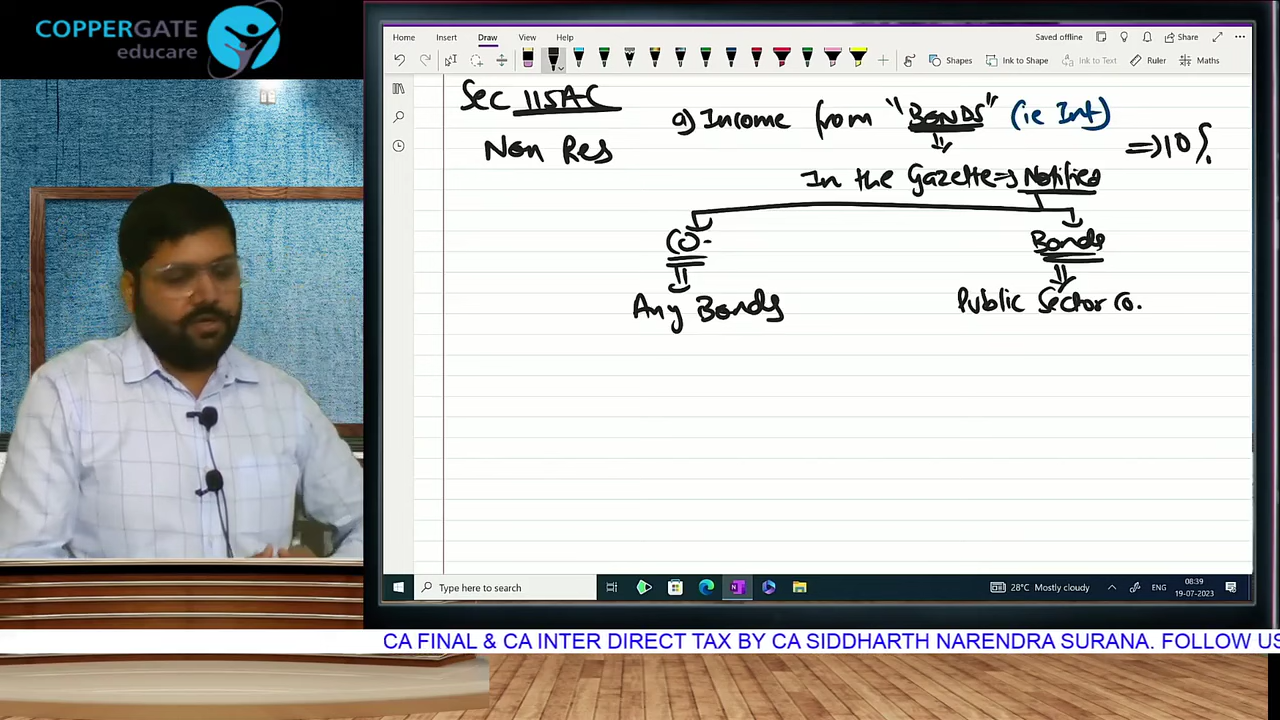 COPPERGATE
educare
Home Insert Draw View Help
Saved offline
Share
Shapes
Ink to Shape
Ink to Text
Ruler
Maths
Sec 115AC
Non Res
a) Income from "BONDS" (ie Int)
=> 10%
In the Gazette => Notified
Co.
Bonds
Any Bonds
Public Sector Co.
Type here to search
28°C Mostly cloudy
ENG
08:39
19-07-2023
CA FINAL & CA INTER DIRECT TAX BY CA SIDDHARTH NARENDRA SURANA. FOLLOW US